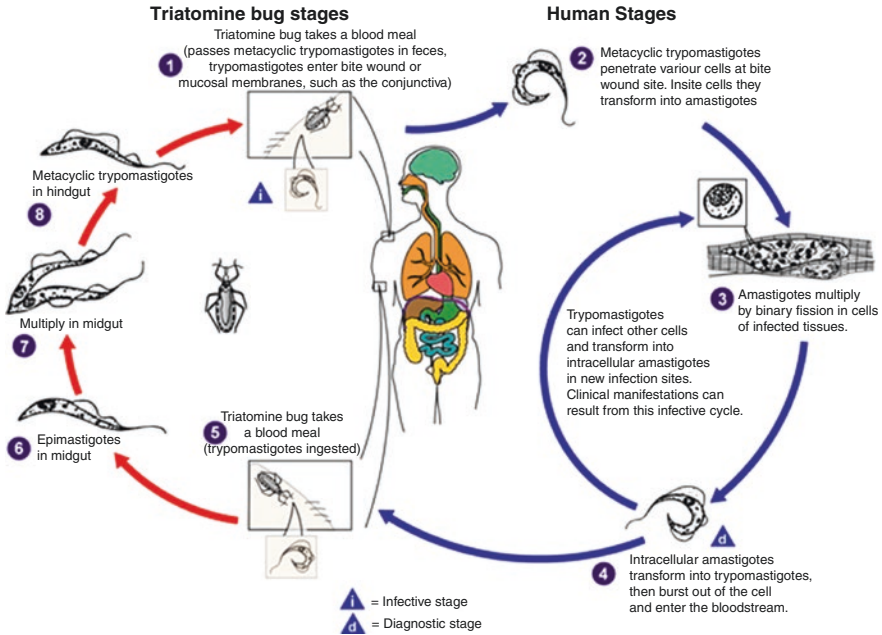 Triatomine bug stages
Human Stages
1
Triatomine bug takes a blood meal
(passes metacyclic trypomastigotes in feces,
trypomastigotes enter bite wound or
mucosal membranes, such as the conjunctiva)
i
2
Metacyclic trypomastigotes
penetrate variour cells at bite
wound site. Insite cells they
transform into amastigotes
3
Amastigotes multiply
by binary fission in cells
of infected tissues.
Trypomastigotes
can infect other cells
and transform into
intracellular amastigotes
in new infection sites.
Clinical manifestations can
result from this infective cycle.
d
4
Intracellular amastigotes
transform into trypomastigotes,
then burst out of the cell
and enter the bloodstream.
5
Triatomine bug takes
a blood meal
(trypomastigotes ingested)
6
Epimastigotes
in midgut
Multiply in midgut
7
Metacyclic trypomastigotes
in hindgut
8
i = Infective stage
d = Diagnostic stage